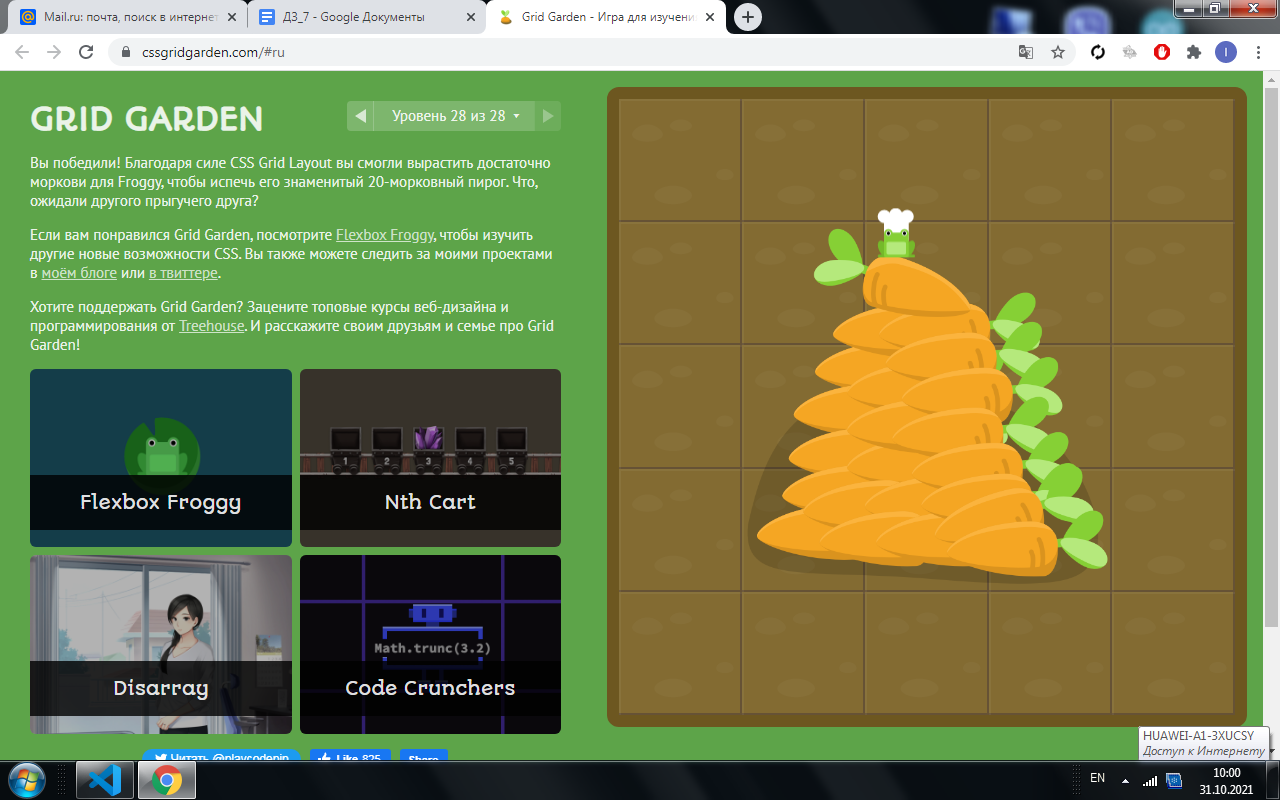 Mail.ru: почта, поиск в интернет
ДЗ_7 - Google Документы
Grid Garden - Игра для изучени
cssgridgarden.com/#ru
I
GRID GARDEN
Уровень 28 из 28
Вы победили! Благодаря силе CSS Grid Layout вы смогли вырастить достаточно
моркови для Froggy, чтобы испечь его знаменитый 20-морковный пирог. Что,
ожидали другого прыгучего друга?
Если вам понравился Grid Garden, посмотрите Flexbox Froggy, чтобы изучить
другие новые возможности CSS. Вы также можете следить за моими проектами
в моём блоге или в твиттере.
Хотите поддержать Grid Garden? Зацените топовые курсы веб-дизайна и
программирования от Treehouse. И расскажите своим друзьям и семье про Grid
Garden!
Flexbox Froggy
1 2 3 4 5
Nth Cart
Disarray
Math.trunc(3.2)
Code Crunchers
Читать @playcodepip
Like 825
Share
HUAWEI-A1-3XUCSY
Доступ к Интернету
EN
10:00
31.10.2021